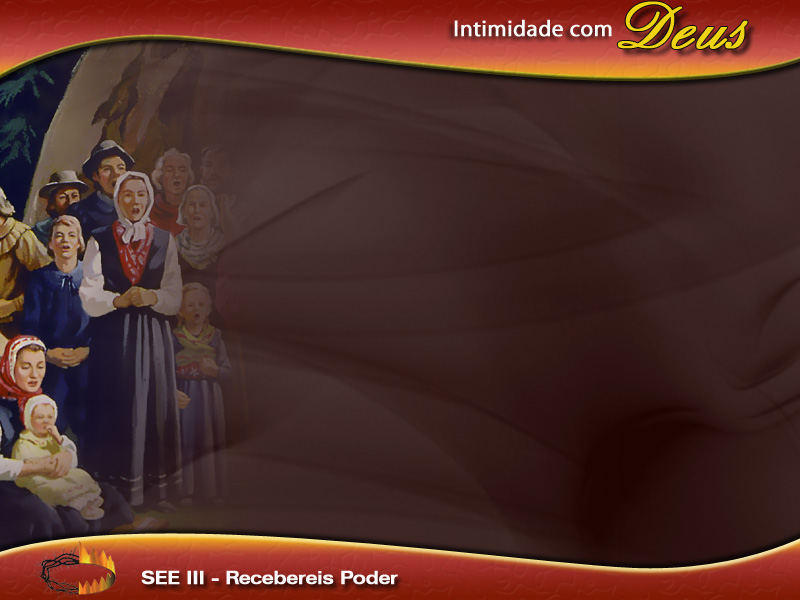 Intimidade com Deus
SEE III - Recebereis Poder